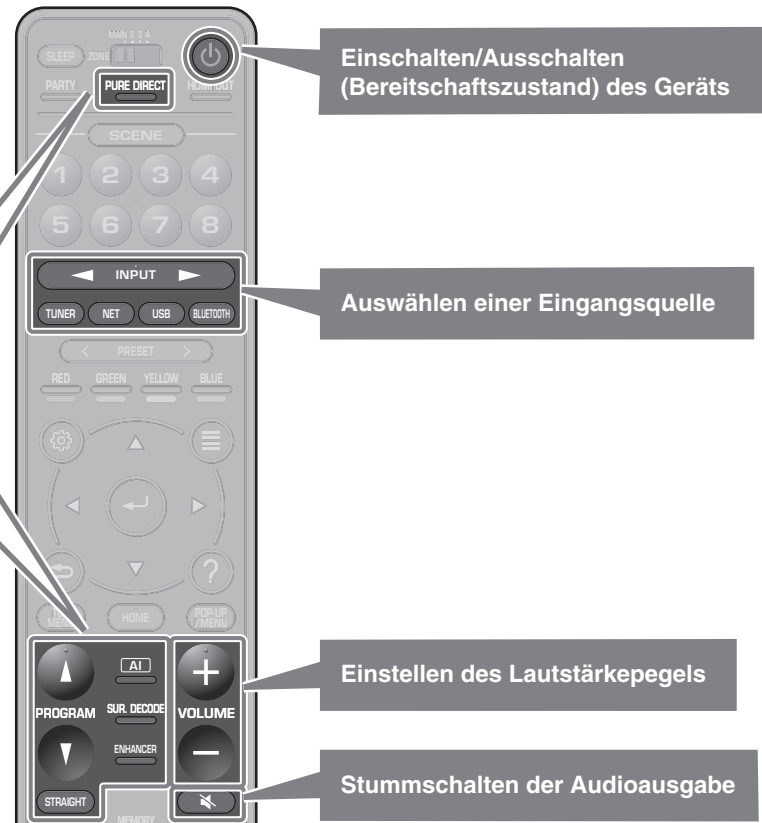 MAIN 2 3 4
SLEEP ZONE
PARTY PURE DIRECT HDMI OUT
Einschalten/Ausschalten
(Bereitschaftszustand) des Geräts
SCENE
1 2 3 4
5 6 7 8
INPUT
TUNER NET USB BLUETOOTH
Auswählen einer Eingangsquelle
PRESET
RED GREEN YELLOW BLUE
?
MENU HOME POP-UP
/MENU
AI
PROGRAM SUR. DECODE VOLUME
ENHANCER
STRAIGHT
Einstellen des Lautstärkepegels
Stummschalten der Audioausgabe
MEMORY